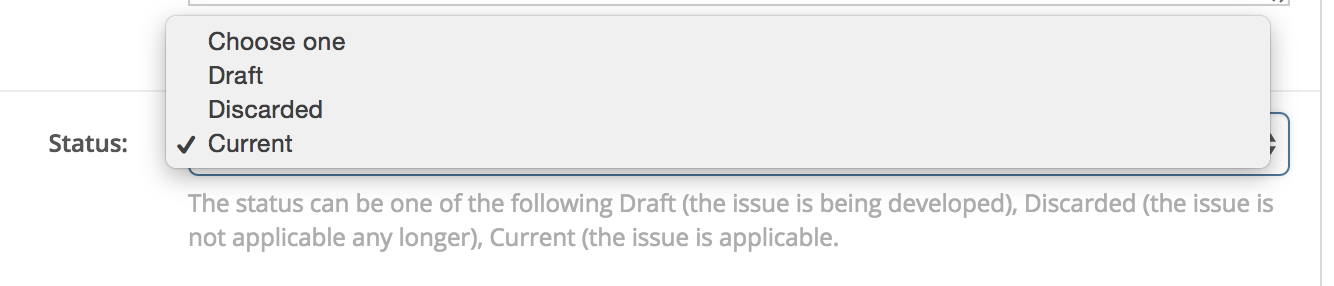 Choose one
Draft
Discarded
Status:
✓ Current
The status can be one of the following Draft (the issue is being developed), Discarded (the issue is
not applicable any longer), Current (the issue is applicable.